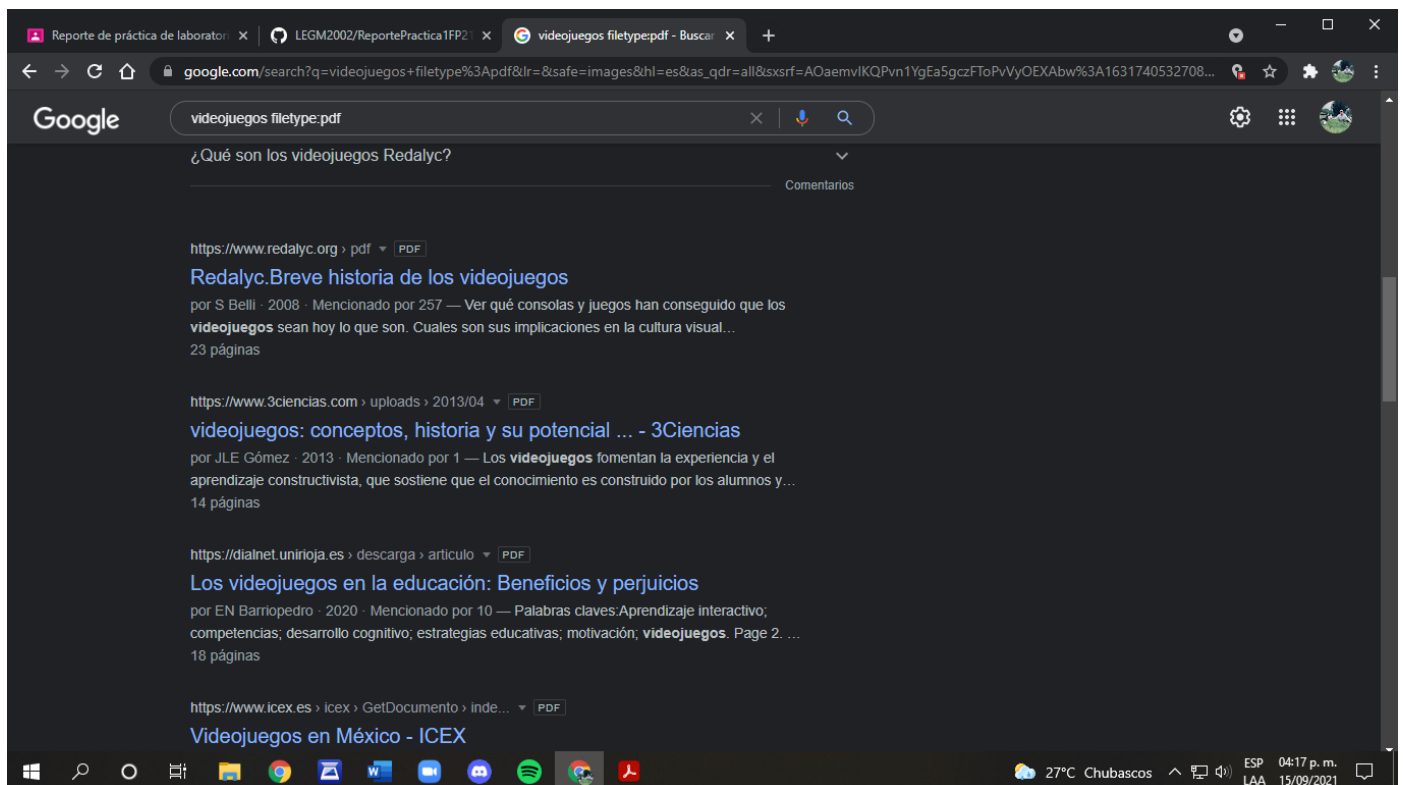 Reporte de práctica de laboratori
LEGM2002/ReportePractica1FP21
videojuegos filetype:pdf - Buscar
google.com/search?q=videojuegos+filetype%3Apdf&lr=&safe=images&hl=es&as_qdr=all&sxsrf=AOaemvIKQPvn1YgEa5gczFToPvVyOEXAbw%3A1631740532708...
Google
videojuegos filetype:pdf
¿Qué son los videojuegos Redalyc?
Comentarios
https://www.redalyc.org › pdf PDF
Redalyc.Breve historia de los videojuegos
por S Belli · 2008 · Mencionado por 257 — Ver qué consolas y juegos han conseguido que los
videojuegos sean hoy lo que son. Cuales son sus implicaciones en la cultura visual...
23 páginas
https://www.3ciencias.com › uploads › 2013/04 PDF
videojuegos: conceptos, historia y su potencial ... - 3Ciencias
por JLE Gómez · 2013 · Mencionado por 1 — Los videojuegos fomentan la experiencia y el
aprendizaje constructivista, que sostiene que el conocimiento es construido por los alumnos y...
14 páginas
https://dialnet.unirioja.es › descarga › articulo PDF
Los videojuegos en la educación: Beneficios y perjuicios
por EN Barriopedro · 2020 · Mencionado por 10 — Palabras claves:Aprendizaje interactivo;
competencias; desarrollo cognitivo; estrategias educativas; motivación; videojuegos. Page 2. ...
18 páginas
https://www.icex.es › icex › GetDocumento › inde... PDF
Videojuegos en México - ICEX
27°C Chubascos
ESP
LAA
04:17 p. m.
15/09/2021